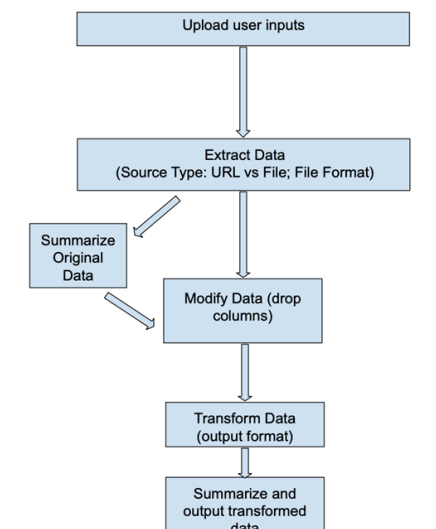 Upload user inputs
Extract Data
(Source Type: URL vs File; File Format)
Summarize
Original
Data
Modify Data (drop
columns)
Transform Data
(output format)
Summarize and
output transformed
data